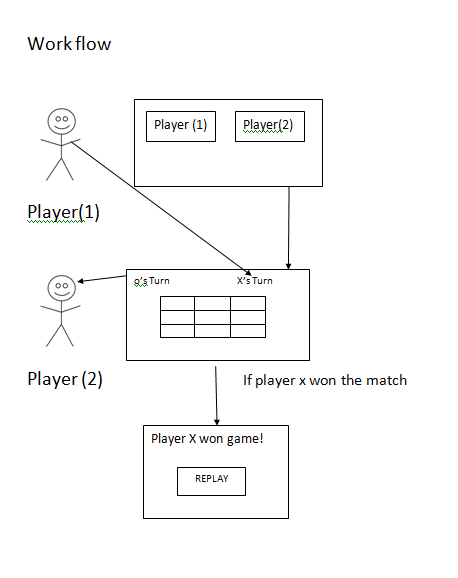 Work flow
Player (1)
Player(2)
Player(1)
o's Turn
X's Turn
Player (2)
If player x won the match
Player X won game!
REPLAY